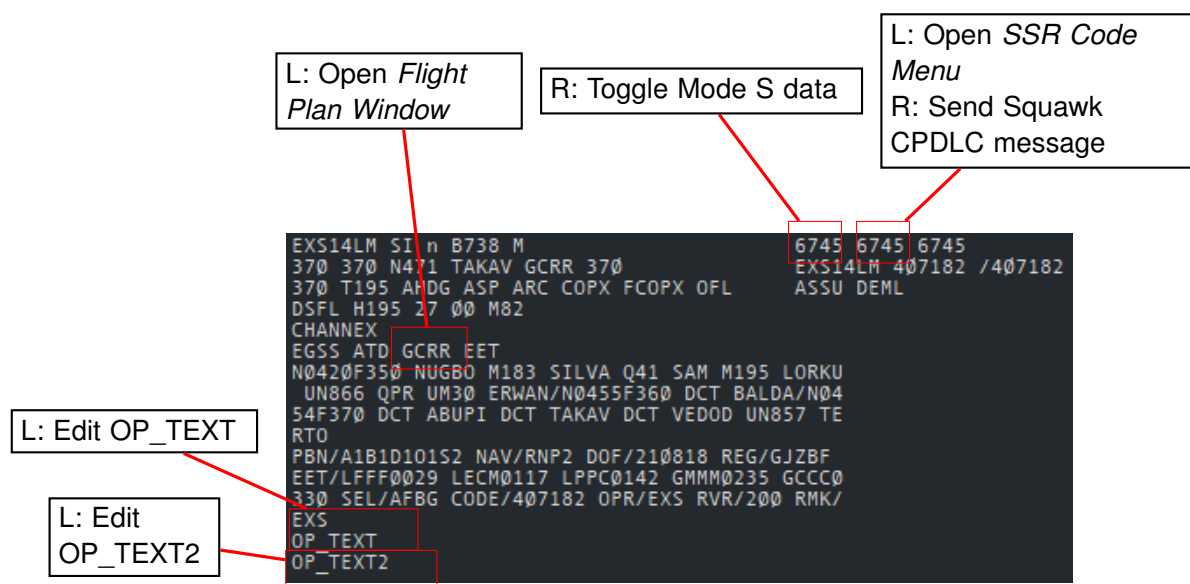 L: Open Flight
Plan Window
R: Toggle Mode S data
L: Open SSR Code
Menu
R: Send Squawk
CPDLC message
EXS14LM SI n B738 M 6745 6745 6745
370 370 N471 TAKAV GCRR 370 EXS14LM 407182 /407182
370 T195 AHDG ASP ARC COPX FCOPX OFL ASSU DEML
DSFL H195 27 00 M82
CHANNEX
EGSS ATD GCRR EET
N0420F350 NUGBO M183 SILVA Q41 SAM M195 LORKU
UN866 QPR UM30 ERWAN/N0455F360 DCT BALDA/N04
54F370 DCT ABUPI DCT TAKAV DCT VEDOD UN857 TE
RTO
PBN/A1B1D1O1S2 NAV/RNP2 DOF/210818 REG/GJZBF
EET/LFFF0029 LECM0117 LPPC0142 GMMM0235 GCCC0
330 SEL/AFBG CODE/407182 OPR/EXS RVR/200 RMK/
EXS
OP_TEXT
OP_TEXT2
L: Edit OP_TEXT
L: Edit
OP_TEXT2